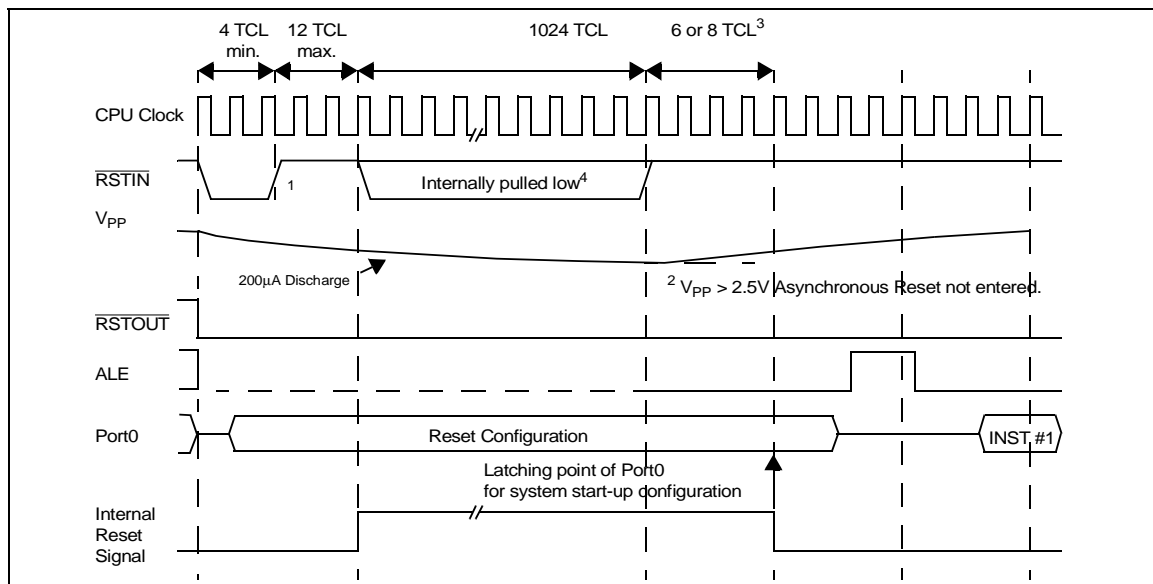 4 TCL
min.
12 TCL
max.
1024 TCL
6 or 8 TCL3
CPU Clock
RSTIN
1
Internally pulled low4
VPP
200µA Discharge
2 VPP > 2.5V Asynchronous Reset not entered.
RSTOUT
ALE
Port0
Reset Configuration
INST. #1
Latching point of Port0
for system start-up configuration
Internal
Reset
Signal